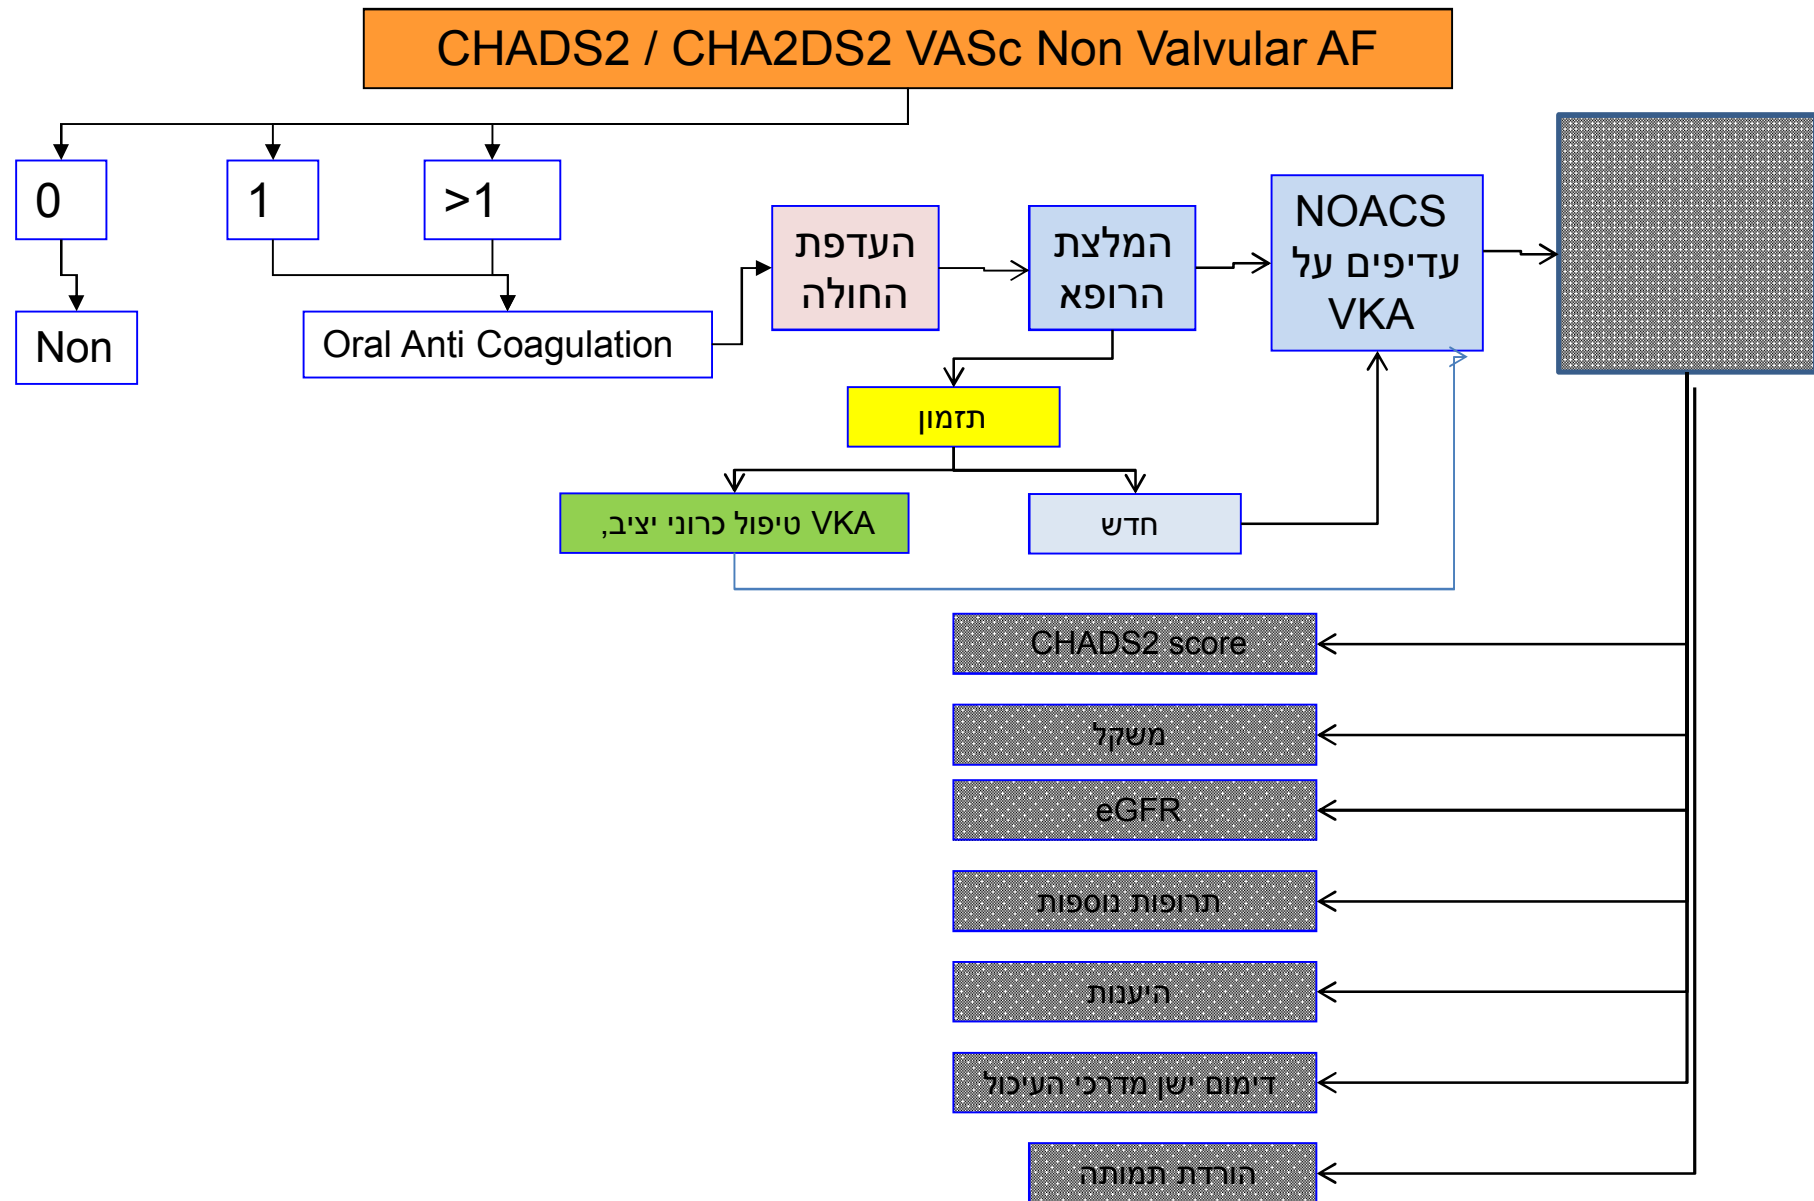 CHADS2 / CHA2DS2 VASc Non Valvular AF
0
1
>1
Non
Oral Anti Coagulation
העדפת
החולה
המלצת
הרופא
NOACS
עדיפים על
VKA
תזמון
VKA טיפול כרוני יציב,
חדש
CHADS2 score
משקל
eGFR
תרופות נוספות
היענות
דימום ישן מדרכי העיכול
הורדת תמותה